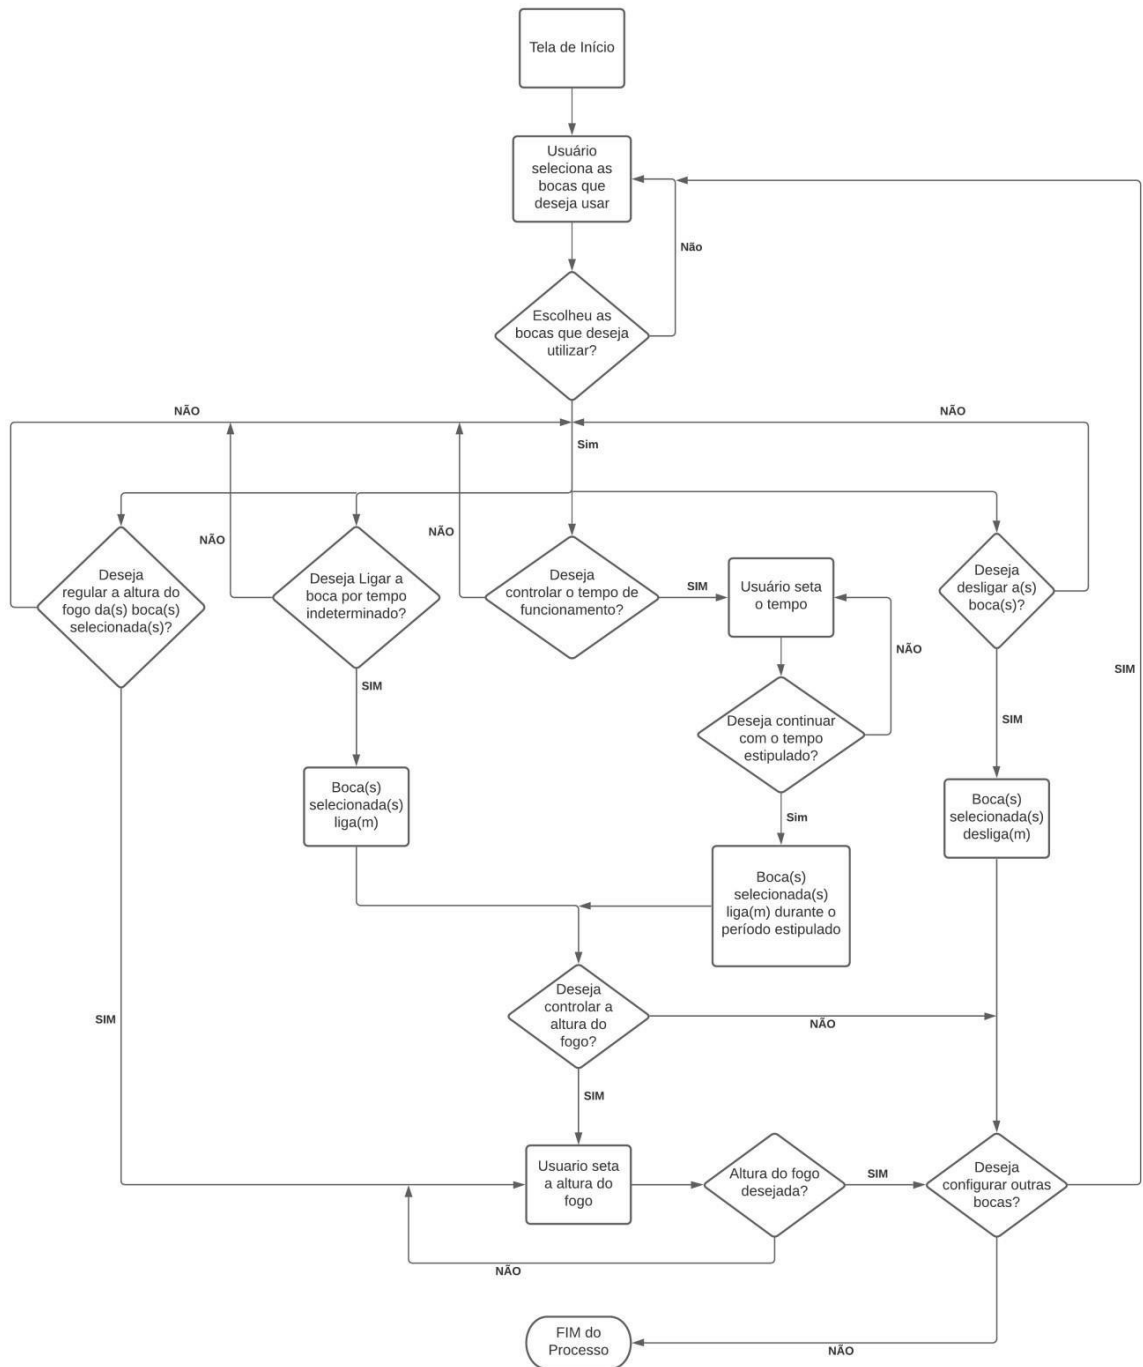 Tela de Início
Usuário
seleciona as
bocas que
deseja usar
Não
Escolheu as
bocas que deseja
utilizar?
NÃO
NÃO
Sim
NÃO
NÃO
Deseja
regular a altura do
fogo da(s) boca(s)
selecionada(s)?
Deseja Ligar a
boca por tempo
indeterminado?
Deseja
controlar o tempo de
funcionamento?
SIM
Usuário seta
o tempo
Deseja
desligar a(s)
boca(s)?
NÃO
SIM
SIM
SIM
Deseja continuar
com o tempo
estipulado?
SIM
Boca(s)
selecionada(s)
liga(m)
Sim
Boca(s)
selecionada(s)
desliga(m)
Boca(s)
selecionada(s)
liga(m) durante o
período estipulado
SIM
Deseja
controlar a
altura do
fogo?
NÃO
SIM
Usuario seta
a altura do
fogo
Altura do fogo
desejada?
SIM
Deseja
configurar outras
bocas?
NÃO
FIM do
Processo
NÃO